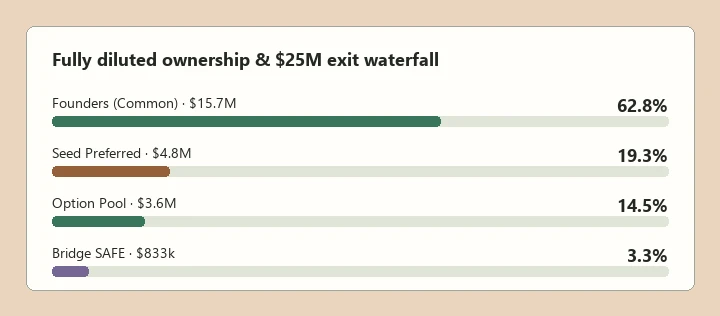 Fully diluted ownership & $25M exit waterfall
Founders (Common) · $15.7M 62.8%
Seed Preferred · $4.8M 19.3%
Option Pool · $3.6M 14.5%
Bridge SAFE · $833k 3.3%